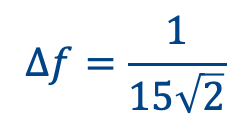 Δf = 1 / 15√2